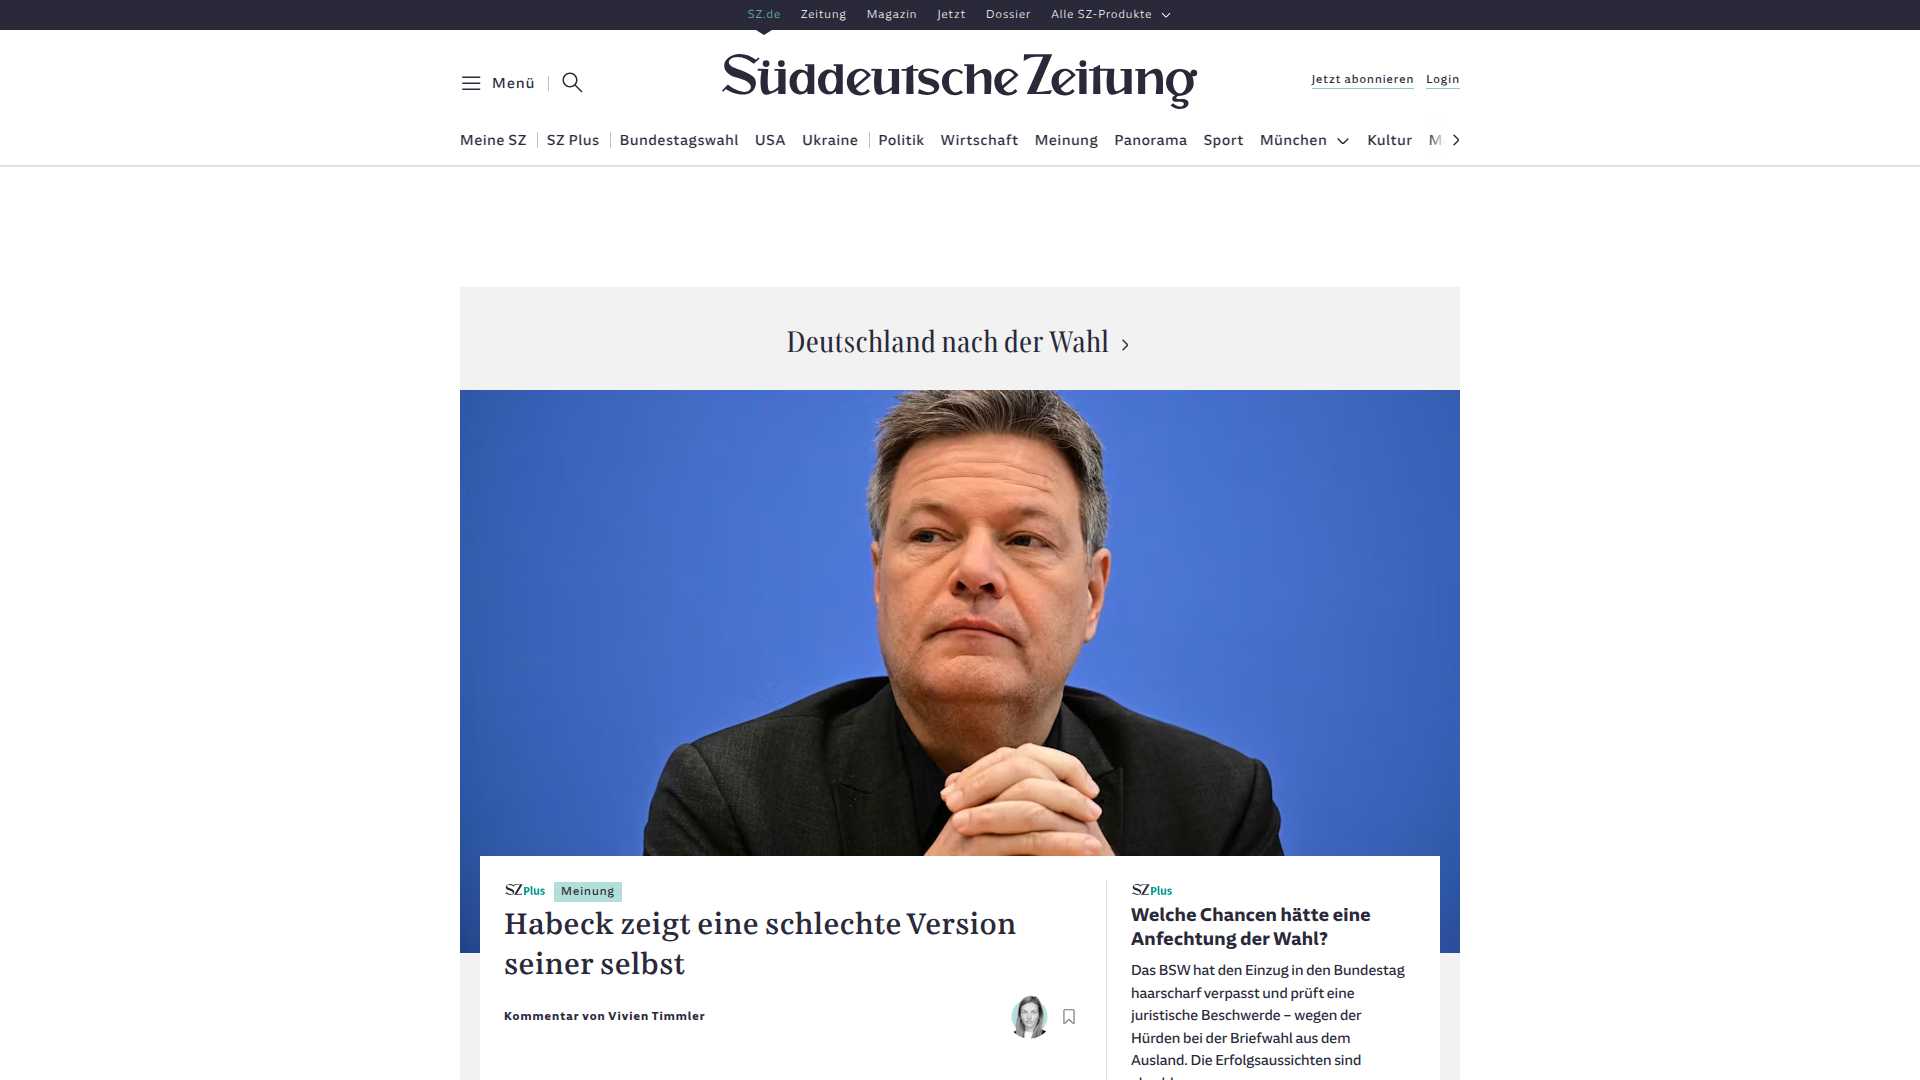 SZ.de Zeitung Magazin Jetzt Dossier Alle SZ-Produkte
Menü
Süddeutsche Zeitung
Jetzt abonnieren Login
Meine SZ SZ Plus Bundestagswahl USA Ukraine Politik Wirtschaft Meinung Panorama Sport München Kultur M
Deutschland nach der Wahl
SZ Plus Meinung
Habeck zeigt eine schlechte Version
seiner selbst
Kommentar von Vivien Timmler
SZ Plus
Welche Chancen hätte eine
Anfechtung der Wahl?
Das BSW hat den Einzug in den Bundestag
haarscharf verpasst und prüft eine
juristische Beschwerde – wegen der
Hürden bei der Briefwahl aus dem
Ausland. Die Erfolgsaussichten sind